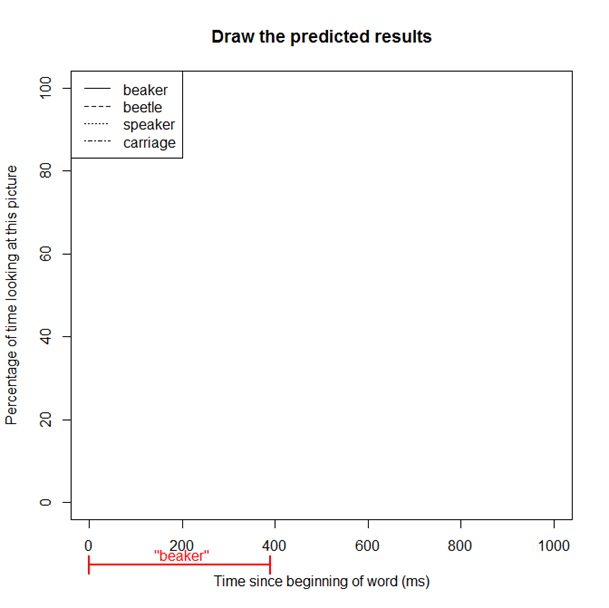 Draw the predicted results
beaker
beetle
speaker
carriage
Percentage of time looking at this picture
100
80
60
40
20
0
0 200 400 600 800 1000
"beaker"
Time since beginning of word (ms)